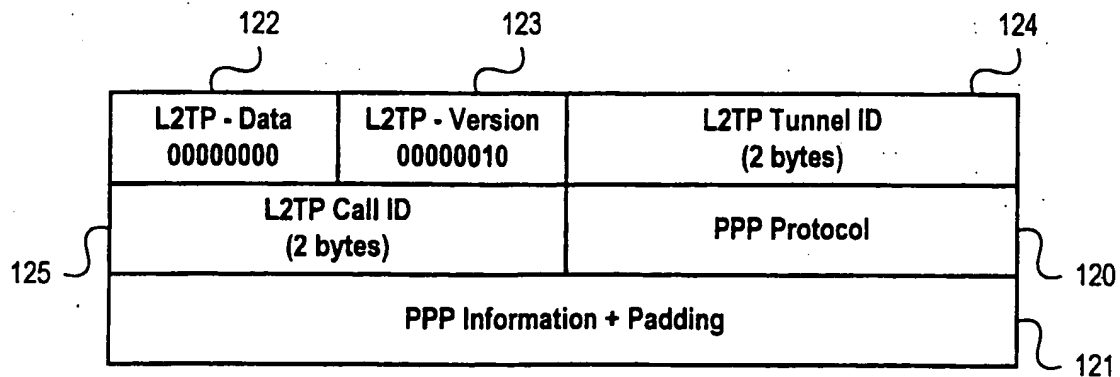 122
123
124
L2TP - Data
00000000
L2TP - Version
00000010
L2TP Tunnel ID
(2 bytes)
L2TP Call ID
(2 bytes)
PPP Protocol
125
120
PPP Information + Padding
121